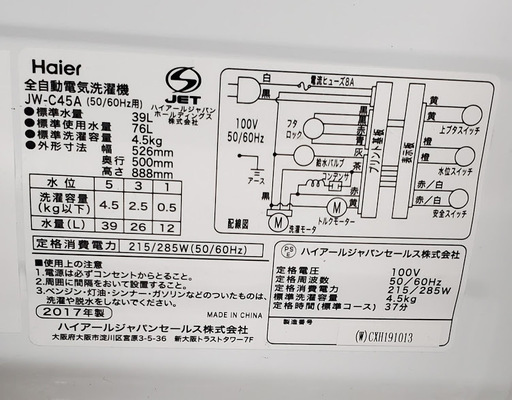 Haier
全自動電気洗濯機
JW-C45A (50/60Hz用)
S
JET
ハイアールジャパン
ホールディングス
株式会社
●標準水量 39L
●標準使用水量 76L
●標準洗濯容量 4.5kg
●外形寸法 幅 526mm
奥行 500mm
高さ 888mm
水位 5 3 1
洗濯容量
(kg以下) 4.5 2.5 0.5
水量(L) 39 26 12
定格消費電力 215/285W(50/60Hz)
■使用上の注意
1.電源は必ずコンセントからとること。
2.周囲に間隔をおいて設置すること。
3.ベンジン・灯油・シンナー・ガソリンなどのついたものは、
洗濯や脱水をしないでください。
2017年製
MADE IN CHINA
ハイアールジャパンセールス株式会社
大阪府大阪市淀川区宮原3-5-36 新大阪トラストタワー7F
白
電流ヒューズ8A
黒
100V
50/60Hz
フタ
ロック
黒
黒
赤
青
灰
給水バルブ
茶
アース
コンデンサ
黒
M
洗濯モータ
M
トルクモーター
配線図
プリント基板
表示板
黄
黄
上ブタスイッチ
橙
橙
水位スイッチ
赤/白
赤/白
安全スイッチ
PS
E
ハイアールジャパンセールス株式会社
定格電圧 100V
定格周波数 50/60Hz
定格消費電力 215/285W
標準洗濯容量 4.5kg
定格時間(標準コース) 37分
製造番号
(W)CXH191013